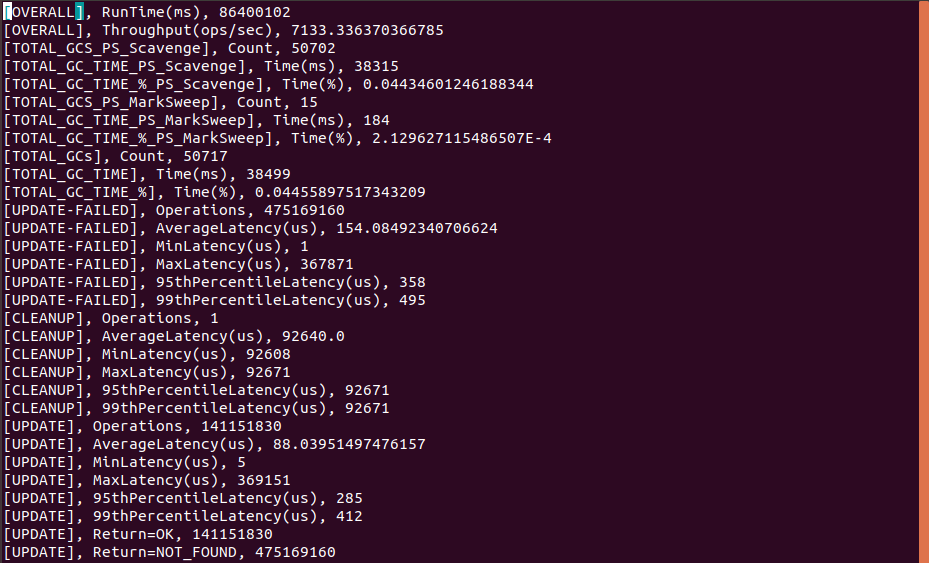 [OVERALL], RunTime(ms), 86400102
[OVERALL], Throughput(ops/sec), 7133.336370366785
[TOTAL_GCS_PS_Scavenge], Count, 50702
[TOTAL_GC_TIME_PS_Scavenge], Time(ms), 38315
[TOTAL_GC_TIME_%_PS_Scavenge], Time(%), 0.04434601246188344
[TOTAL_GCS_PS_MarkSweep], Count, 15
[TOTAL_GC_TIME_PS_MarkSweep], Time(ms), 184
[TOTAL_GC_TIME_%_PS_MarkSweep], Time(%), 2.129627115486507E-4
[TOTAL_GCs], Count, 50717
[TOTAL_GC_TIME], Time(ms), 38499
[TOTAL_GC_TIME_%], Time(%), 0.04455897517343209
[UPDATE-FAILED], Operations, 475169160
[UPDATE-FAILED], AverageLatency(us), 154.08492340706624
[UPDATE-FAILED], MinLatency(us), 1
[UPDATE-FAILED], MaxLatency(us), 367871
[UPDATE-FAILED], 95thPercentileLatency(us), 358
[UPDATE-FAILED], 99thPercentileLatency(us), 495
[CLEANUP], Operations, 1
[CLEANUP], AverageLatency(us), 92640.0
[CLEANUP], MinLatency(us), 92608
[CLEANUP], MaxLatency(us), 92671
[CLEANUP], 95thPercentileLatency(us), 92671
[CLEANUP], 99thPercentileLatency(us), 92671
[UPDATE], Operations, 141151830
[UPDATE], AverageLatency(us), 88.03951497476157
[UPDATE], MinLatency(us), 5
[UPDATE], MaxLatency(us), 369151
[UPDATE], 95thPercentileLatency(us), 285
[UPDATE], 99thPercentileLatency(us), 412
[UPDATE], Return=OK, 141151830
[UPDATE], Return=NOT_FOUND, 475169160